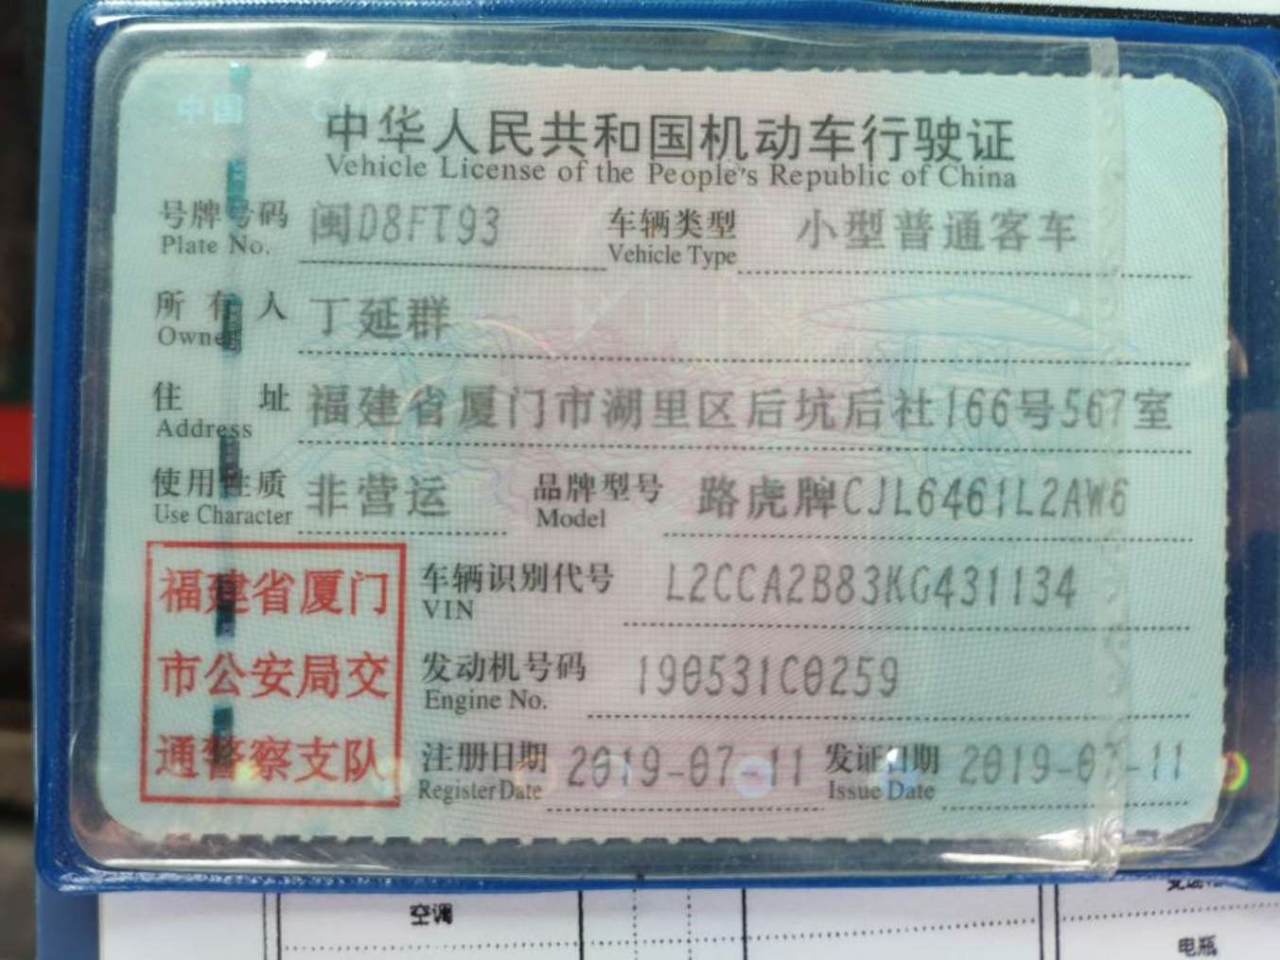 中国
中华人民共和国机动车行驶证
Vehicle License of the People's Republic of China
号牌号码 闽D8FT93 车辆类型 小型普通客车
Plate No. Vehicle Type
所有人 丁延群
Owner
住址 福建省厦门市湖里区后坑后社166号567室
Address
使用性质 非营运 品牌型号 路虎牌CJL6461L2AW6
Use Character Model
福建省厦门
市公安局交
通警察支队
车辆识别代号 L2CCA2B83KG431134
VIN
发动机号码 190531C0259
Engine No.
注册日期 2019-07-11 发证日期 2019-07-11
Register Date Issue Date
空调
电瓶